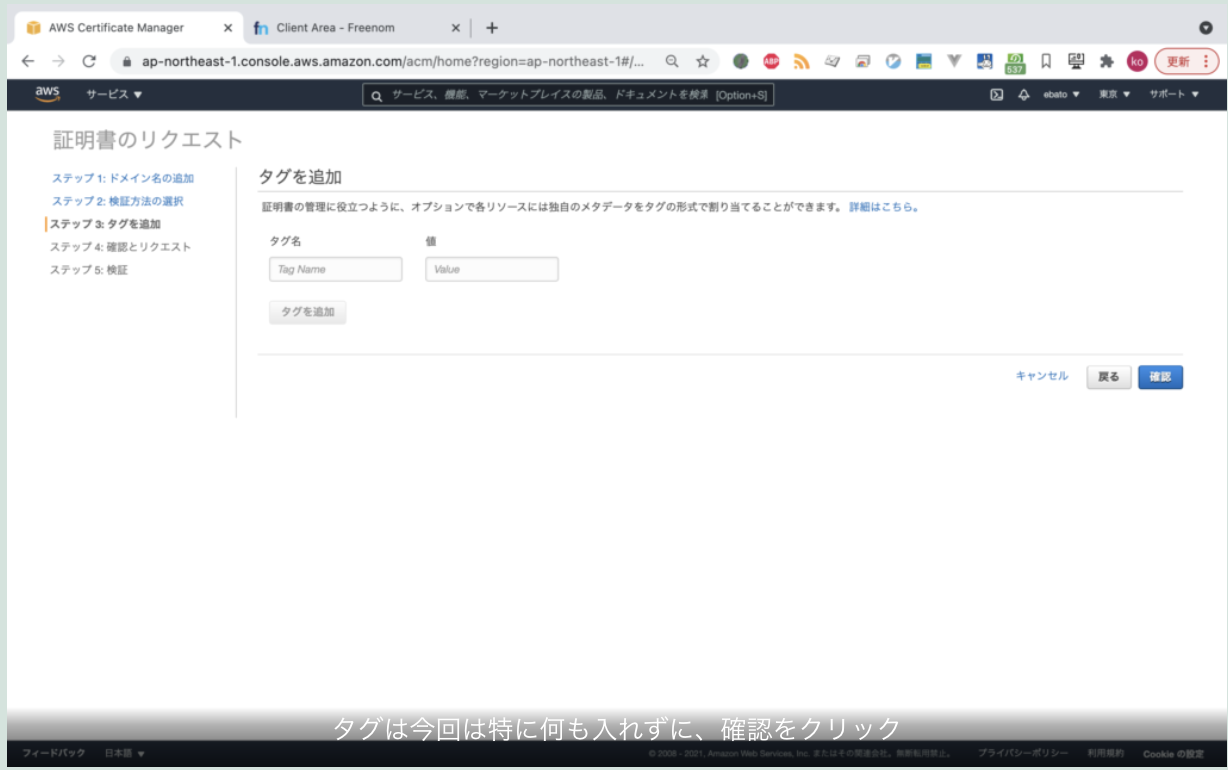 AWS Certificate Manager
Client Area - Freenom
ap-northeast-1.console.aws.amazon.com/acm/home?region=ap-northeast-1#/...
ABP
537
ko
更新
aws
サービス
サービス、機能、マーケットプレイスの製品、ドキュメントを検索 [Option+S]
ebato
東京
サポート
証明書のリクエスト
ステップ 1: ドメイン名の追加
ステップ 2: 検証方法の選択
ステップ 3: タグを追加
ステップ 4: 確認とリクエスト
ステップ 5: 検証
タグを追加
証明書の管理に役立つように、オプションで各リソースには独自のメタデータをタグの形式で割り当てることができます。 詳細はこちら。
タグ名
値
Tag Name
Value
タグを追加
キャンセル
戻る
確認
タグは今回は特に何も入れずに、確認をクリック
フィードバック
日本語
© 2008 - 2021, Amazon Web Services, Inc. またはその関連会社。無断転用禁止。
プライバシーポリシー
利用規約
Cookie の設定